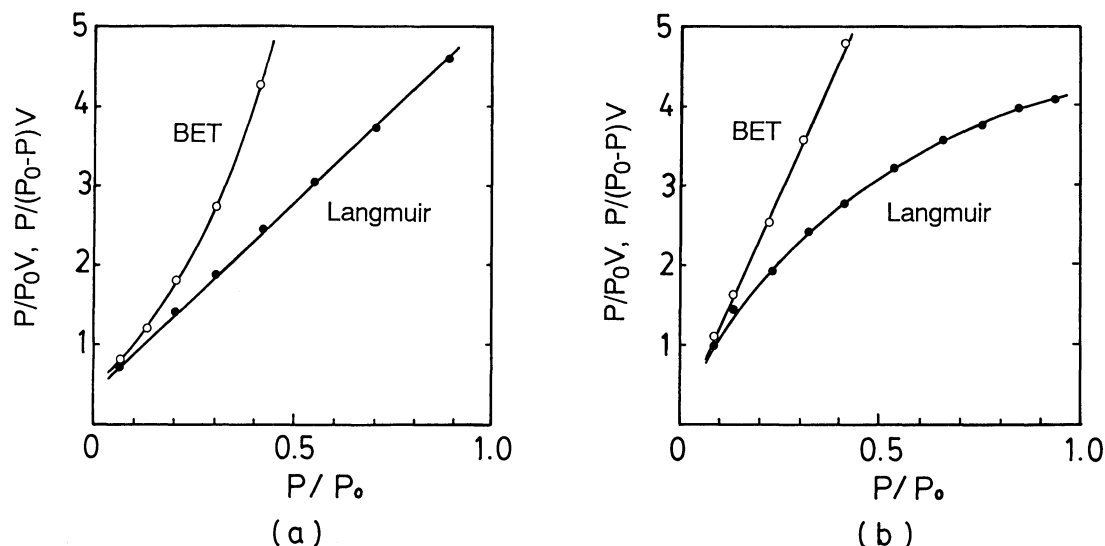 5
4
3
2
1
0
0.5
1.0
P/P₀V, P/(P₀-P)V
BET
Langmuir
P/ P₀
(a)
5
4
3
2
1
0
0.5
1.0
P/P₀V, P/(P₀-P)V
BET
Langmuir
P/ P₀
(b)